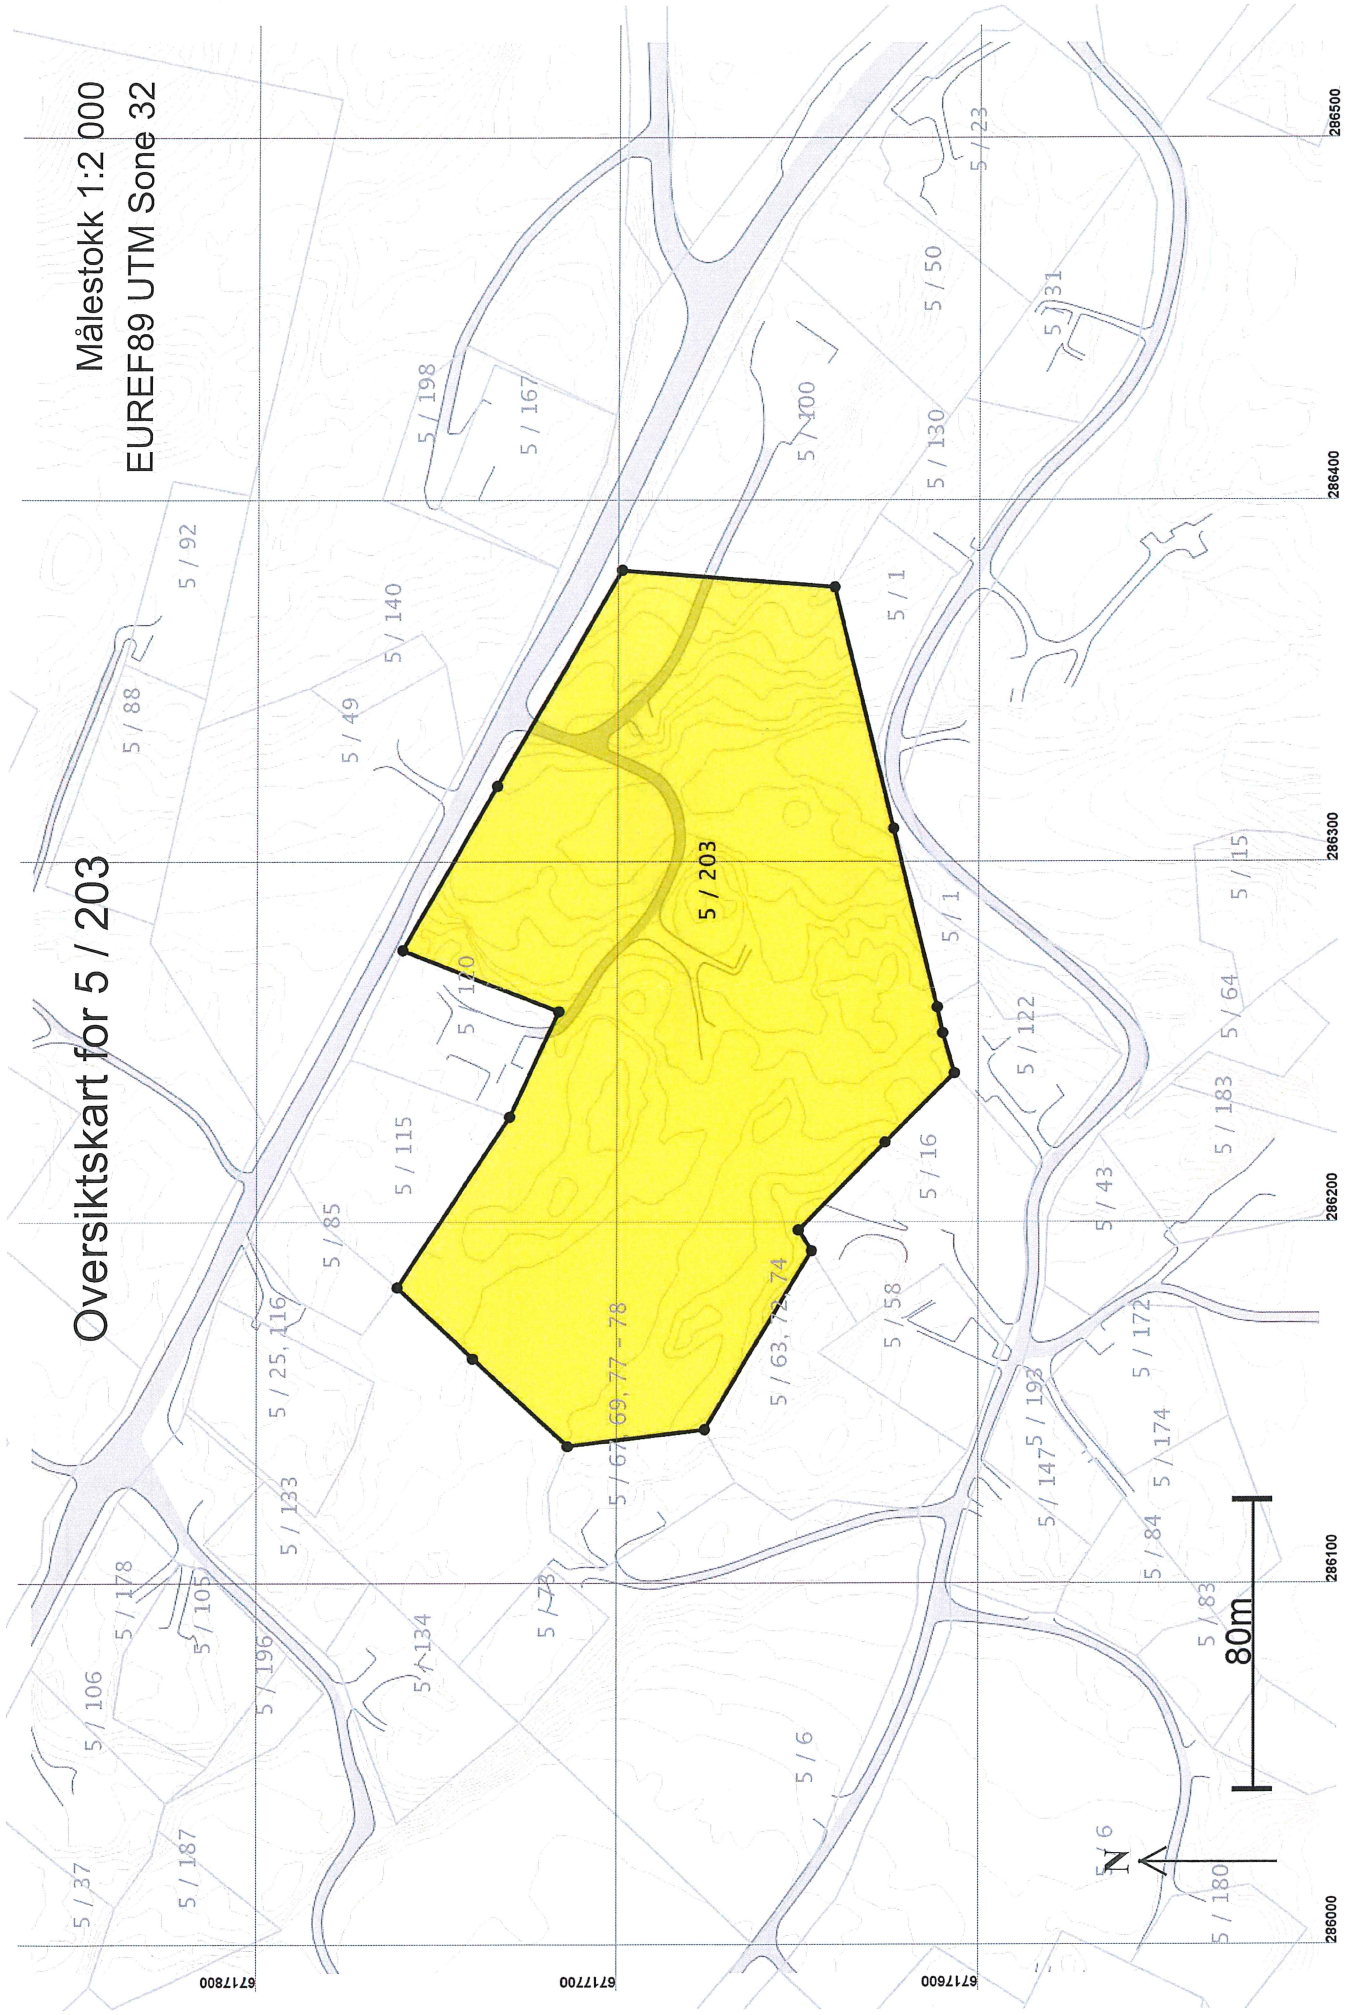 Oversiktskart for 5 / 203
Målestokk 1:2 000
EUREF89 UTM Sone 32
5 / 37
5 / 187
5 / 106
5 / 178
5 / 105
5 / 196
5 / 133
5 / 134
5 / 25, 116
5 / 85
5 / 115
5 / 120
5 / 88
5 / 92
5 / 49
5 / 140
5 / 198
5 / 167
5 / 73
5 / 67, 69, 77 - 78
5 / 203
5 / 63, 72, 74
5 / 100
5 / 6
5 / 58
5 / 16
5 / 1
5 / 1
5 / 130
5 / 50
5 / 23
5 / 31
5 / 122
5 / 193
5 / 147
5 / 43
5 / 172
5 / 174
5 / 84
5 / 83
5 / 183
5 / 64
5 / 15
5 / 6
5 / 180
N
80m
6717800
6717700
6717600
286000
286100
286200
286300
286400
286500